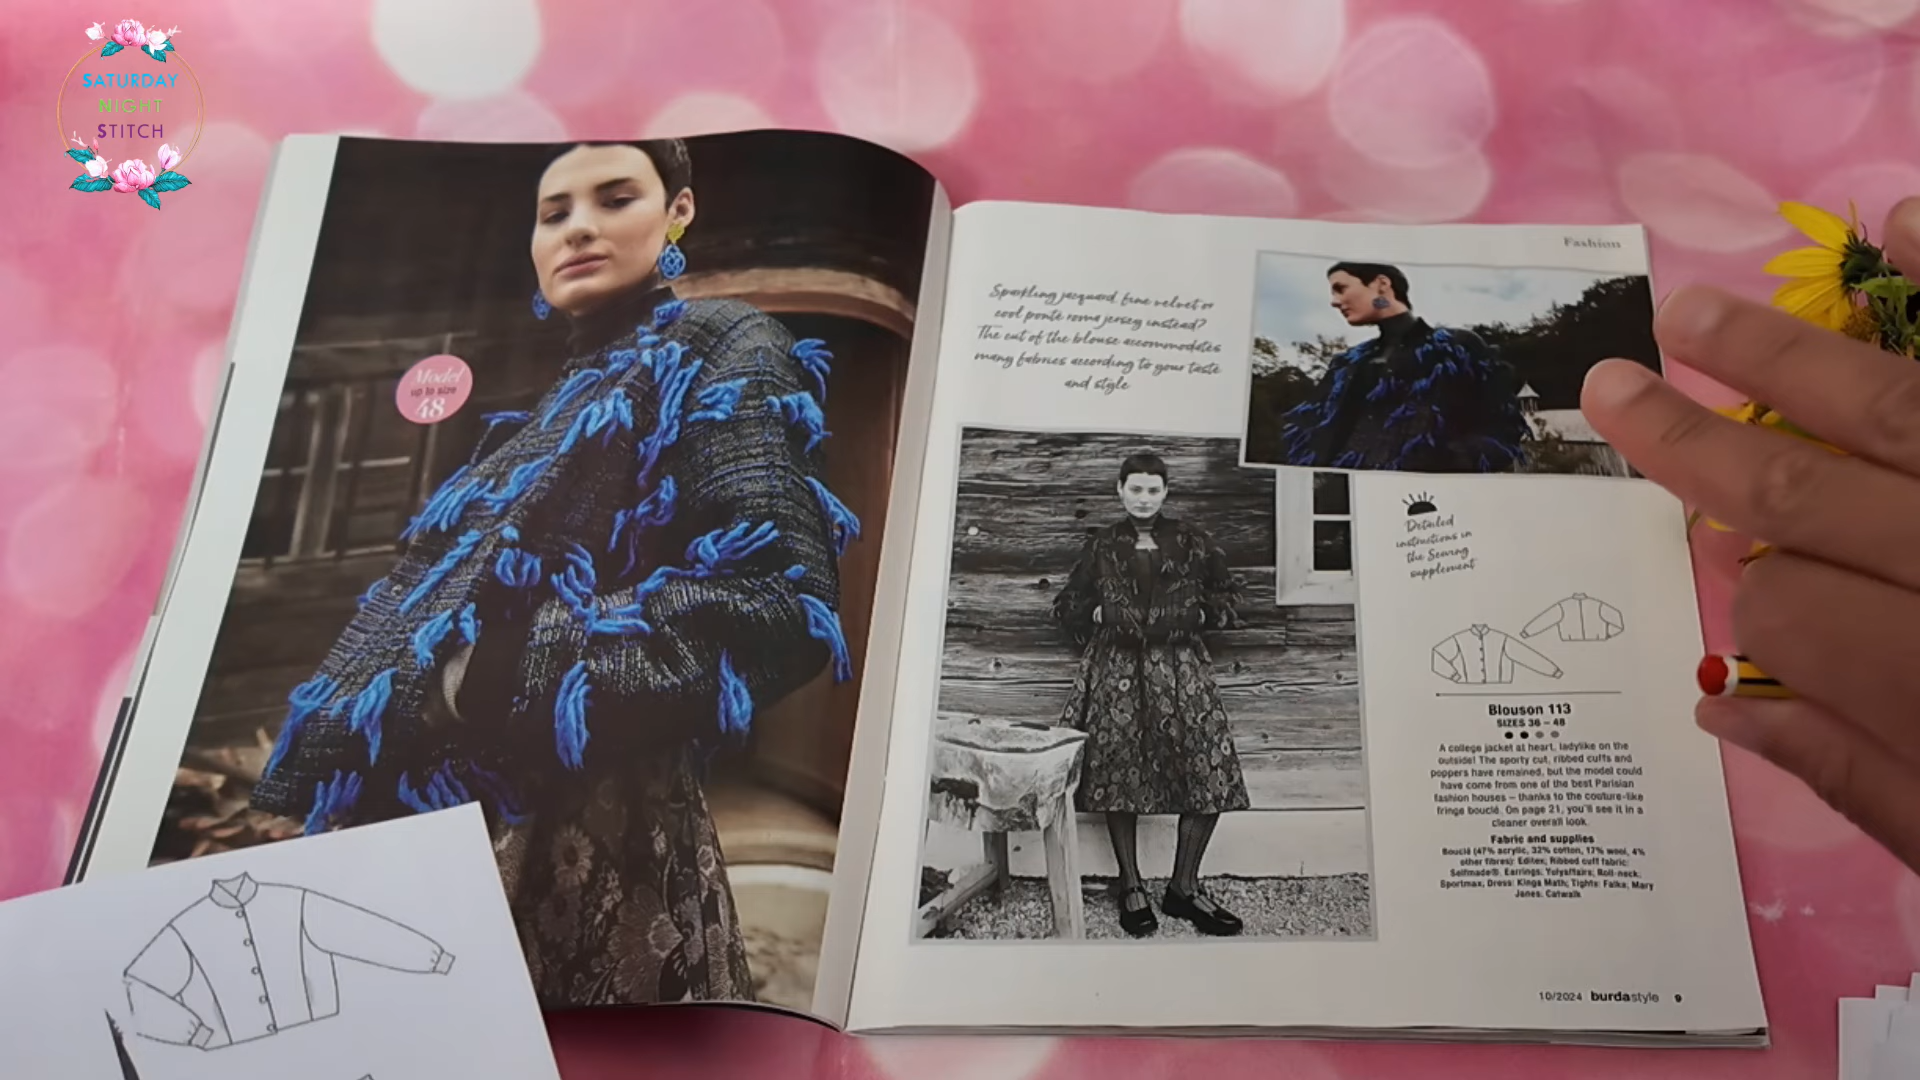 SATURDAY
NIGHT
STITCH
Model
up to size
48
Fashion
Sparkling jacquard, fine velvet or
cool ponte roma jersey instead?
The cut of the blouse accommodates
many fabrics according to your taste
and style
Detailed
instructions in
the Sewing
supplement
Blouson 113
SIZES 36 – 48
A college jacket at heart, ladylike on the
outside! The sporty cut, ribbed cuffs and
poppers have remained, but the model could
have come from one of the best Parisian
fashion houses – thanks to the couture-like
fringe bouclé. On page 21, you'll see it in a
cleaner overall look.
Fabric and supplies
Bouclé (47% acrylic, 32% cotton, 17% wool, 4%
other fibres): Editex; Ribbed cuff fabric:
Selfmade®. Earrings: Yulyaffairs; Roll-neck:
Sportmax; Dress: Kings Math; Tights: Falke; Mary
Janes: Catwalk
10/2024 burdastyle 9